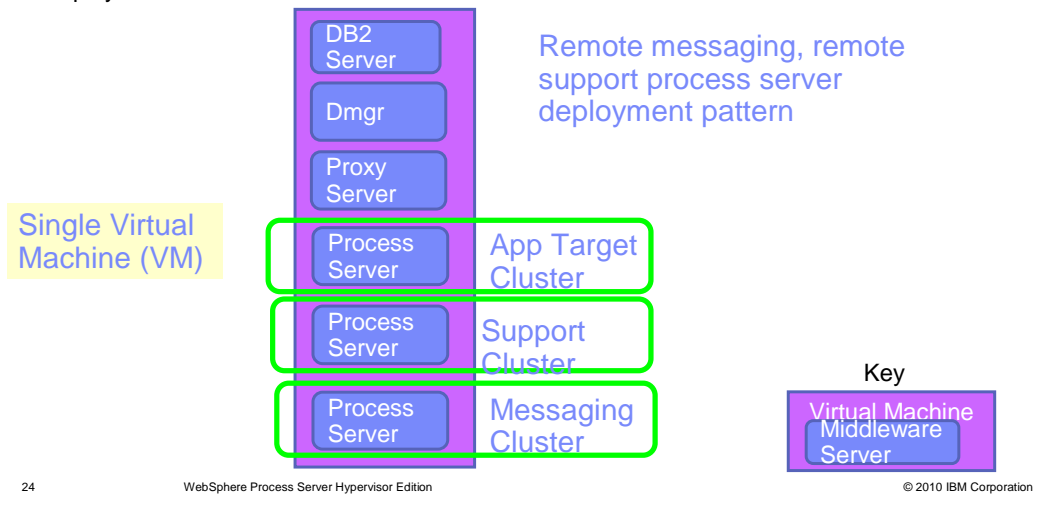 DB2
Server
Remote messaging, remote
support process server
deployment pattern
Dmgr
Proxy
Server
Single Virtual
Machine (VM)
Process
Server
App Target
Cluster
Process
Server
Support
Cluster
Process
Server
Messaging
Cluster
Key
Virtual Machine
Middleware
Server
24
WebSphere Process Server Hypervisor Edition
© 2010 IBM Corporation